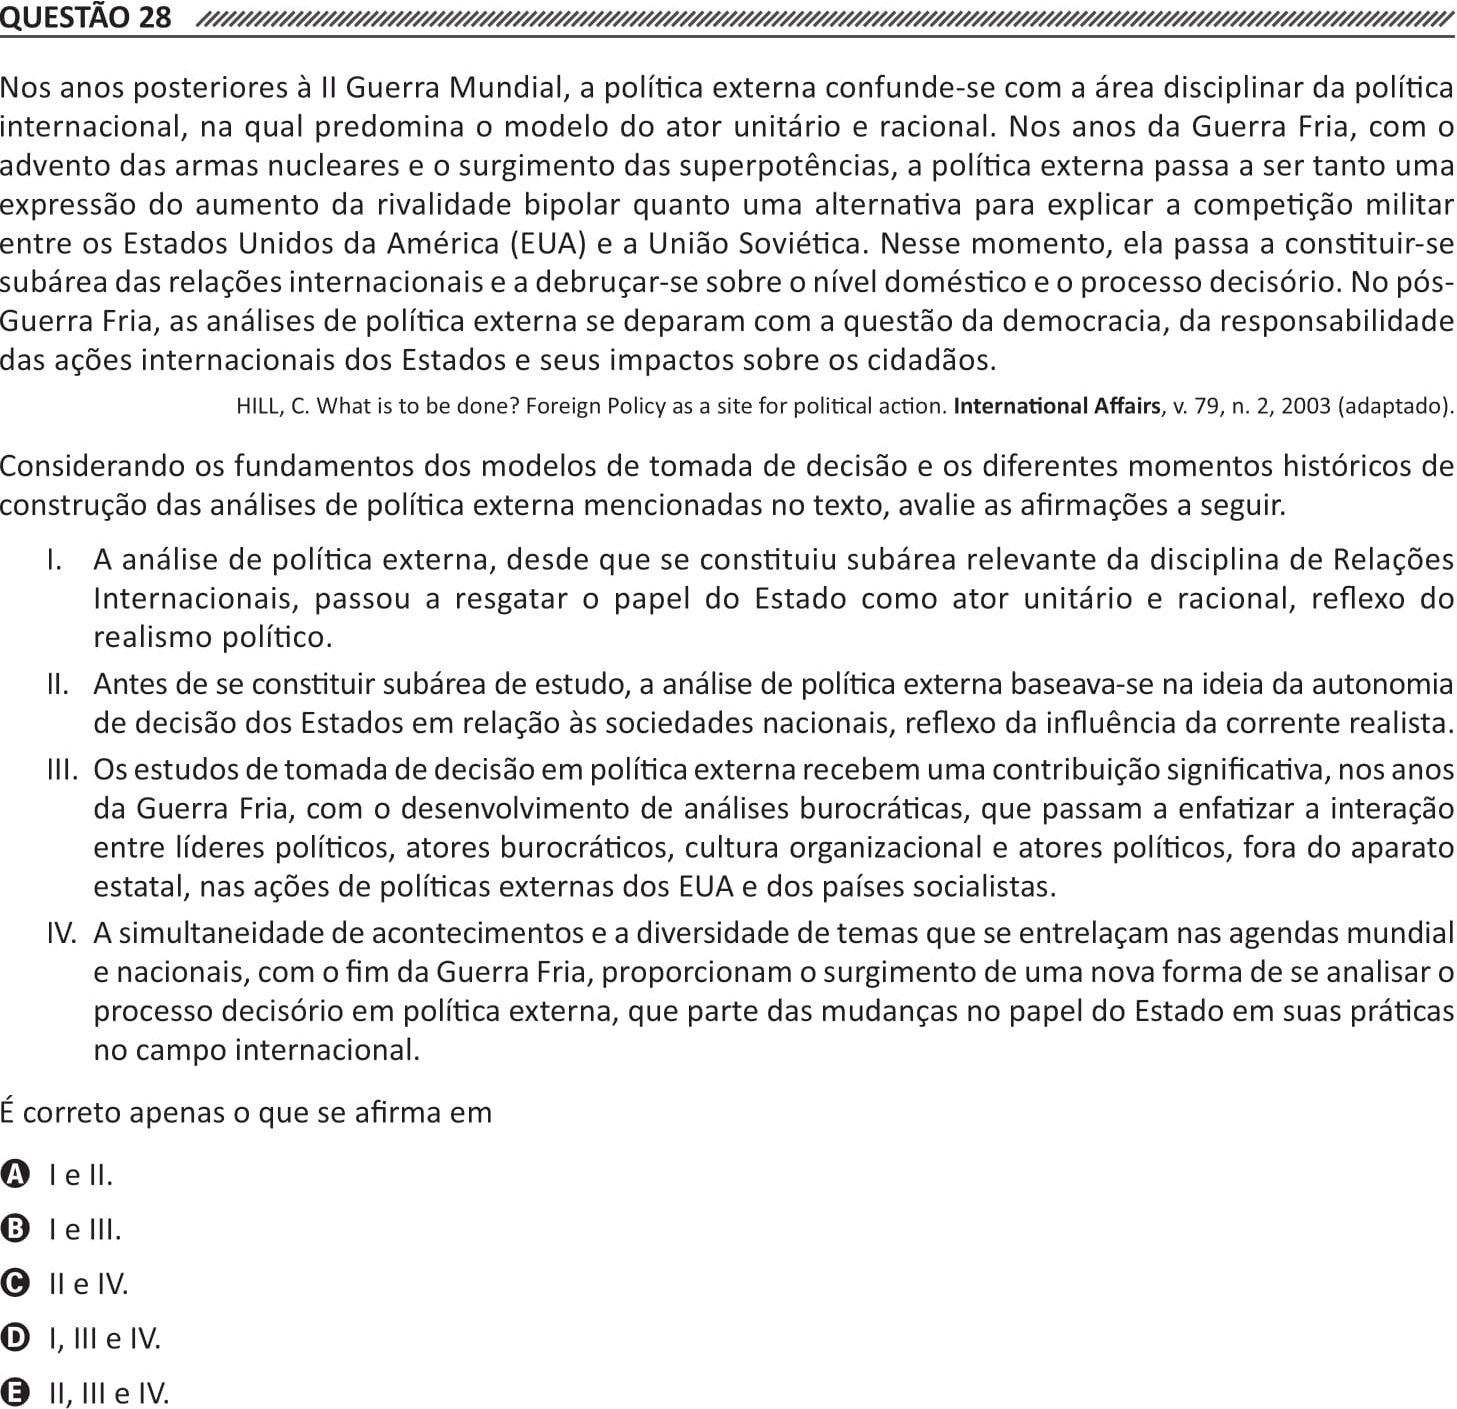 QUESTÃO 28
Nos anos posteriores à II Guerra Mundial, a política externa confunde-se com a área disciplinar da política
internacional, na qual predomina o modelo do ator unitário e racional. Nos anos da Guerra Fria, com o
advento das armas nucleares e o surgimento das superpotências, a política externa passa a ser tanto uma
expressão do aumento da rivalidade bipolar quanto uma alternativa para explicar a competição militar
entre os Estados Unidos da América (EUA) e a União Soviética. Nesse momento, ela passa a constituir-se
subárea das relações internacionais e a debruçar-se sobre o nível doméstico e o processo decisório. No pós-
Guerra Fria, as análises de política externa se deparam com a questão da democracia, da responsabilidade
das ações internacionais dos Estados e seus impactos sobre os cidadãos.
HILL, C. What is to be done? Foreign Policy as a site for political action. International Affairs, v. 79, n. 2, 2003 (adaptado).
Considerando os fundamentos dos modelos de tomada de decisão e os diferentes momentos históricos de
construção das análises de política externa mencionadas no texto, avalie as afirmações a seguir.
I. A análise de política externa, desde que se constituiu subárea relevante da disciplina de Relações
Internacionais, passou a resgatar o papel do Estado como ator unitário e racional, reflexo do
realismo político.
II. Antes de se constituir subárea de estudo, a análise de política externa baseava-se na ideia da autonomia
de decisão dos Estados em relação às sociedades nacionais, reflexo da influência da corrente realista.
III. Os estudos de tomada de decisão em política externa recebem uma contribuição significativa, nos anos
da Guerra Fria, com o desenvolvimento de análises burocráticas, que passam a enfatizar a interação
entre líderes políticos, atores burocráticos, cultura organizacional e atores políticos, fora do aparato
estatal, nas ações de políticas externas dos EUA e dos países socialistas.
IV. A simultaneidade de acontecimentos e a diversidade de temas que se entrelaçam nas agendas mundial
e nacionais, com o fim da Guerra Fria, proporcionam o surgimento de uma nova forma de se analisar o
processo decisório em política externa, que parte das mudanças no papel do Estado em suas práticas
no campo internacional.
É correto apenas o que se afirma em
A I e II.
B I e III.
C II e IV.
D I, III e IV.
E II, III e IV.